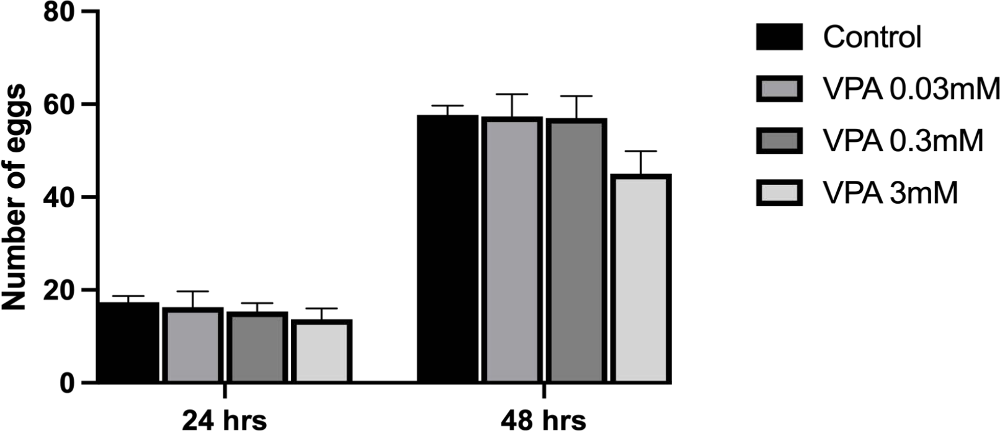 Number of eggs
80
60
40
20
0
24 hrs
48 hrs
Control
VPA 0.03mM
VPA 0.3mM
VPA 3mM